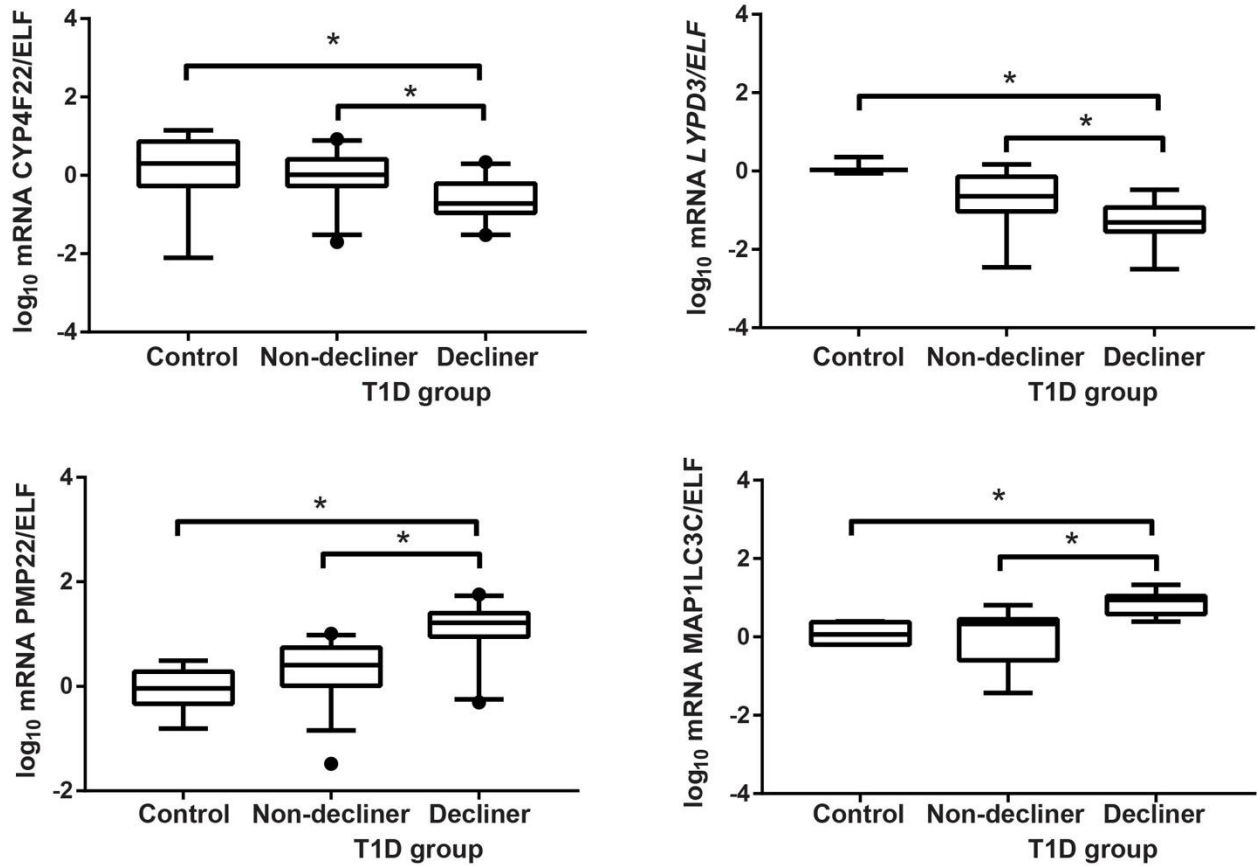 log₁₀ mRNA CYP4F22/ELF
4
2
0
-2
-4
*
*
Control Non-decliner Decliner
T1D group
log₁₀ mRNA LYPD3/ELF
4
2
0
-2
-4
*
*
Control Non-decliner Decliner
T1D group
log₁₀ mRNA PMP22/ELF
4
2
0
-2
*
*
Control Non-decliner Decliner
T1D group
log₁₀ mRNA MAP1LC3C/ELF
4
2
0
-2
-4
*
*
Control Non-decliner Decliner
T1D group